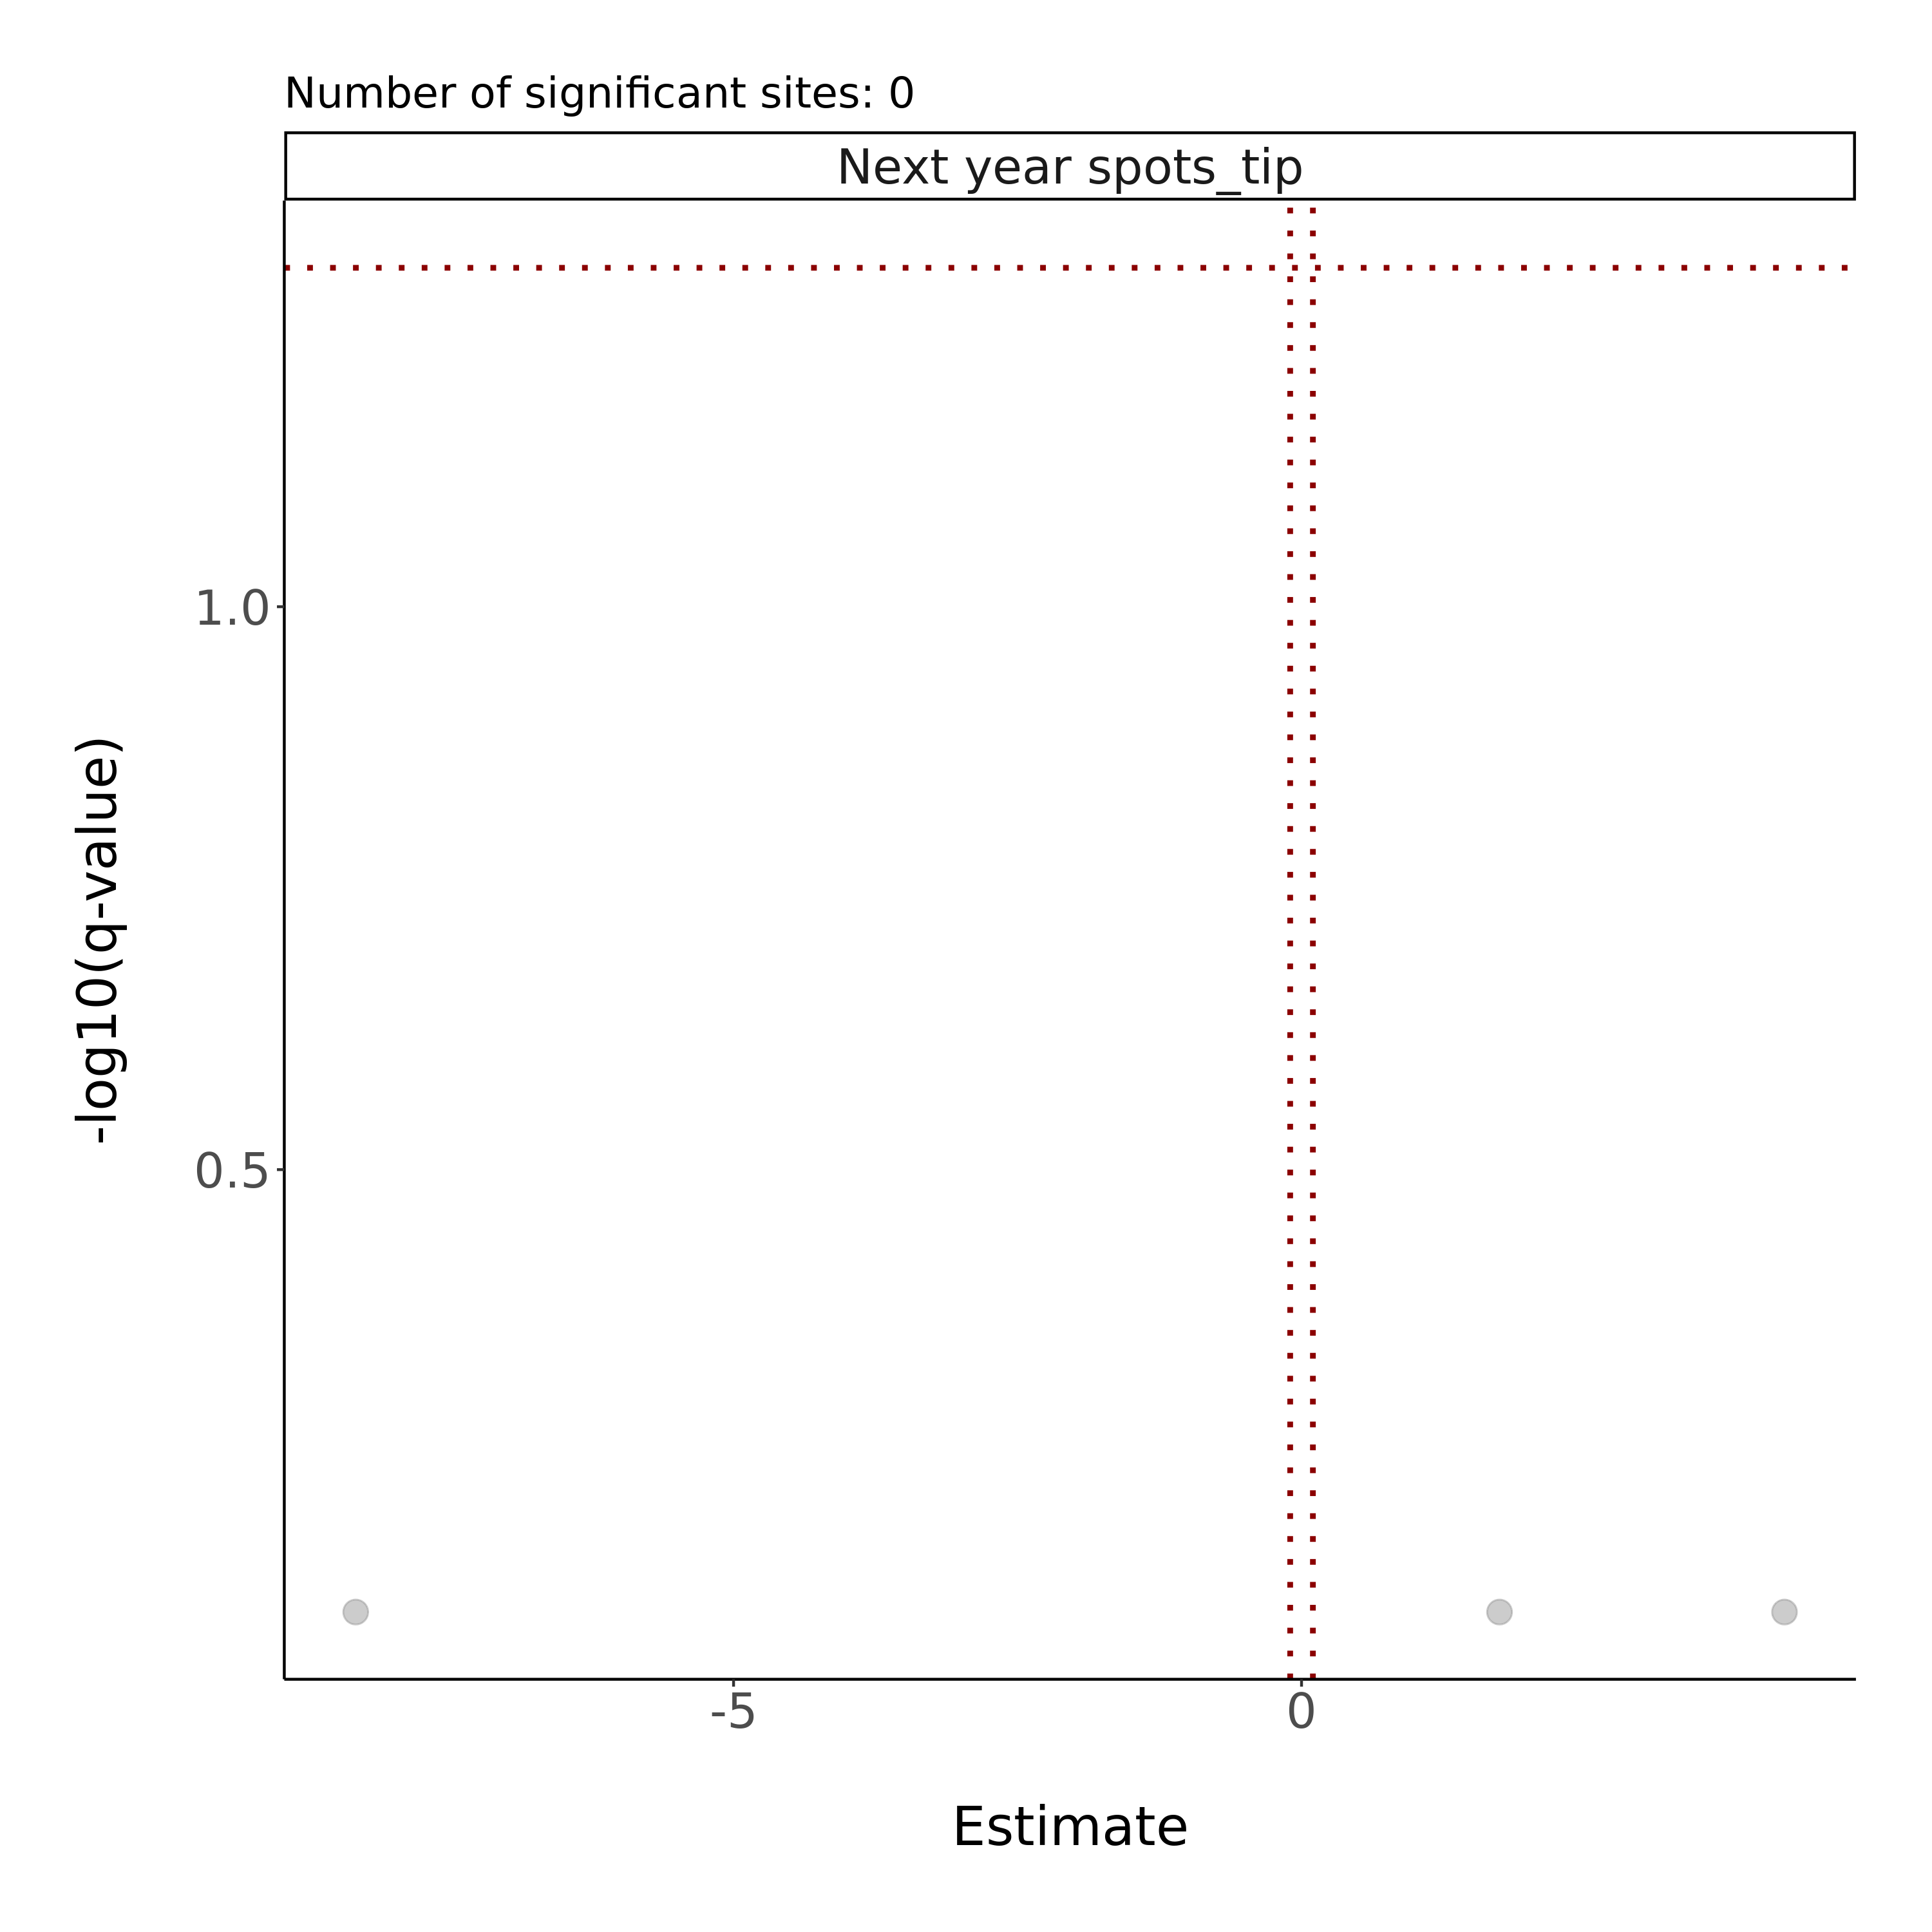 Number of significant sites: 0
Next year spots_tip
1.0
0.5
-log10(q-value)
-5
0
Estimate